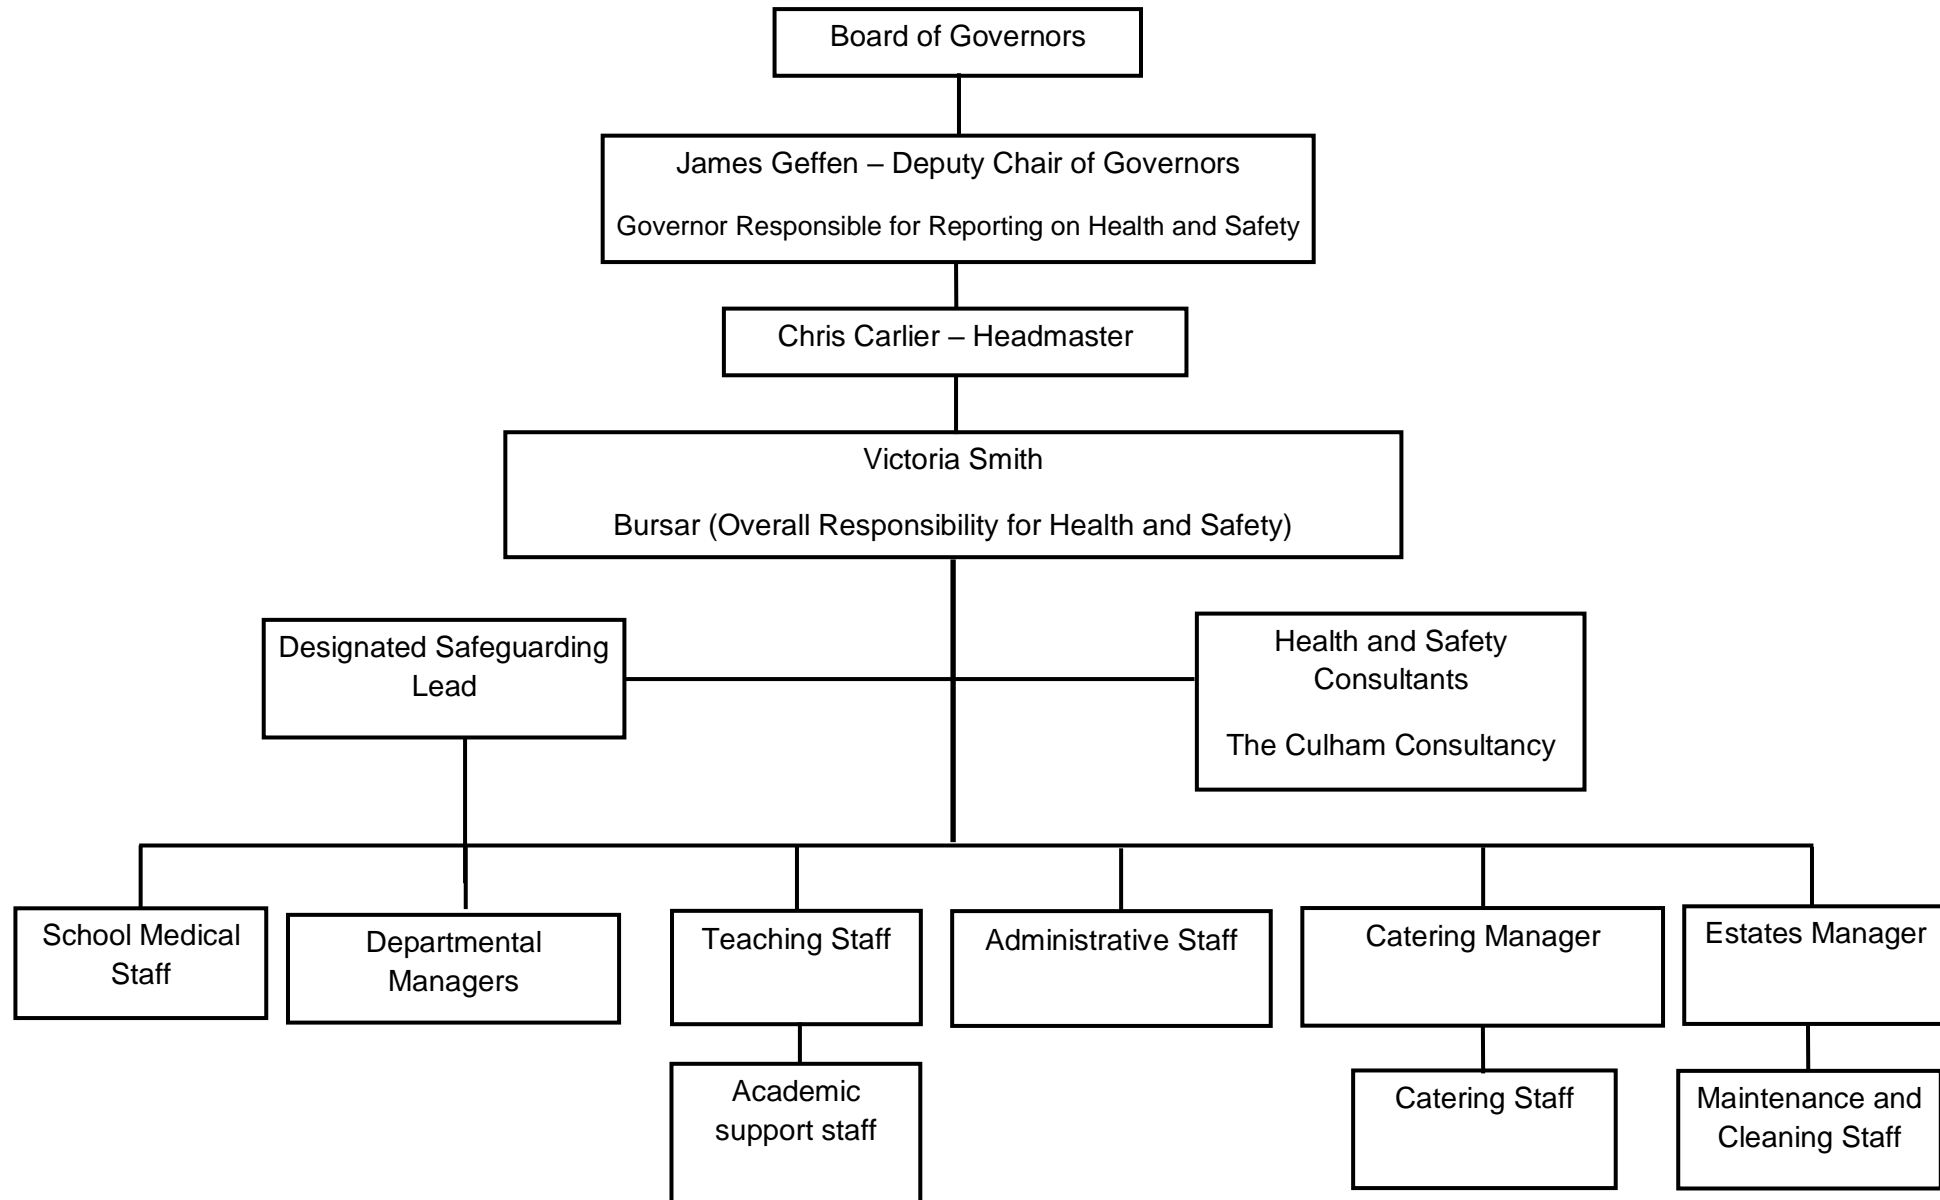 Board of Governors
James Geffen – Deputy Chair of Governors
Governor Responsible for Reporting on Health and Safety
Chris Carlier – Headmaster
Victoria Smith
Bursar (Overall Responsibility for Health and Safety)
Designated Safeguarding
Lead
Health and Safety
Consultants
The Culham Consultancy
School Medical
Staff
Departmental
Managers
Teaching Staff
Administrative Staff
Catering Manager
Estates Manager
Academic
support staff
Catering Staff
Maintenance and
Cleaning Staff